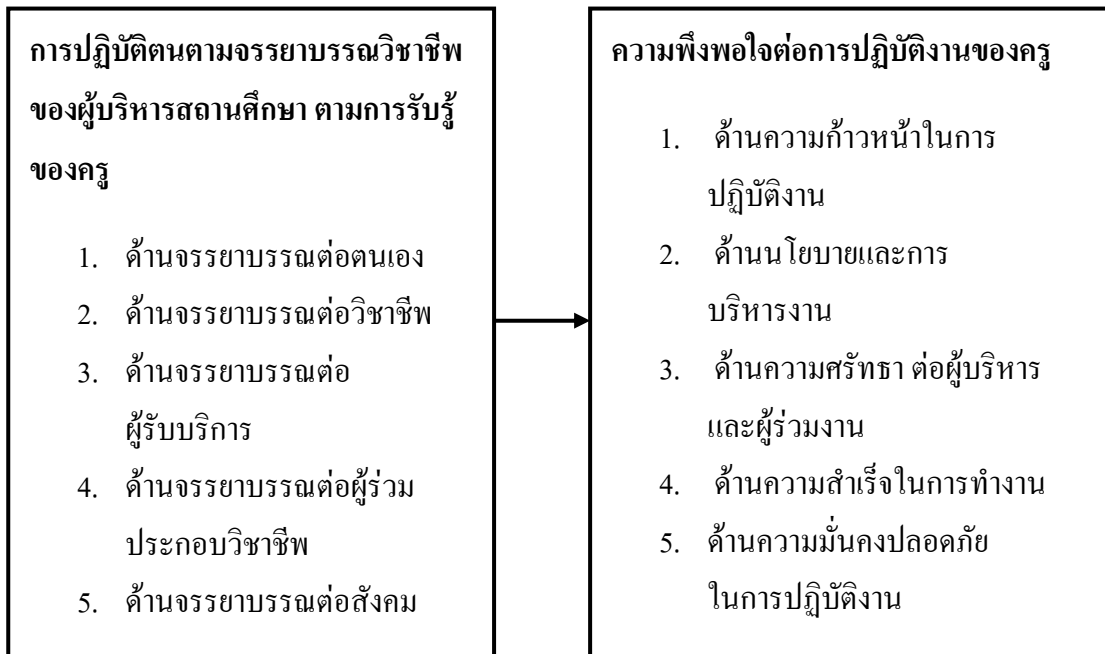 การปฏิบัติตนตามจรรยาบรรณวิชาชีพ
ของผู้บริหารสถานศึกษา ตามการรับรู้
ของครู
1. ด้านจรรยาบรรณต่อตนเอง
2. ด้านจรรยาบรรณต่อวิชาชีพ
3. ด้านจรรยาบรรณต่อ
ผู้รับบริการ
4. ด้านจรรยาบรรณต่อผู้ร่วม
ประกอบวิชาชีพ
5. ด้านจรรยาบรรณต่อสังคม
ความพึงพอใจต่อการปฏิบัติงานของครู
1. ด้านความก้าวหน้าในการ
ปฏิบัติงาน
2. ด้านนโยบายและการ
บริหารงาน
3. ด้านความศรัทธา ต่อผู้บริหาร
และผู้ร่วมงาน
4. ด้านความสำเร็จในการทำงาน
5. ด้านความมั่นคงปลอดภัย
ในการปฏิบัติงาน